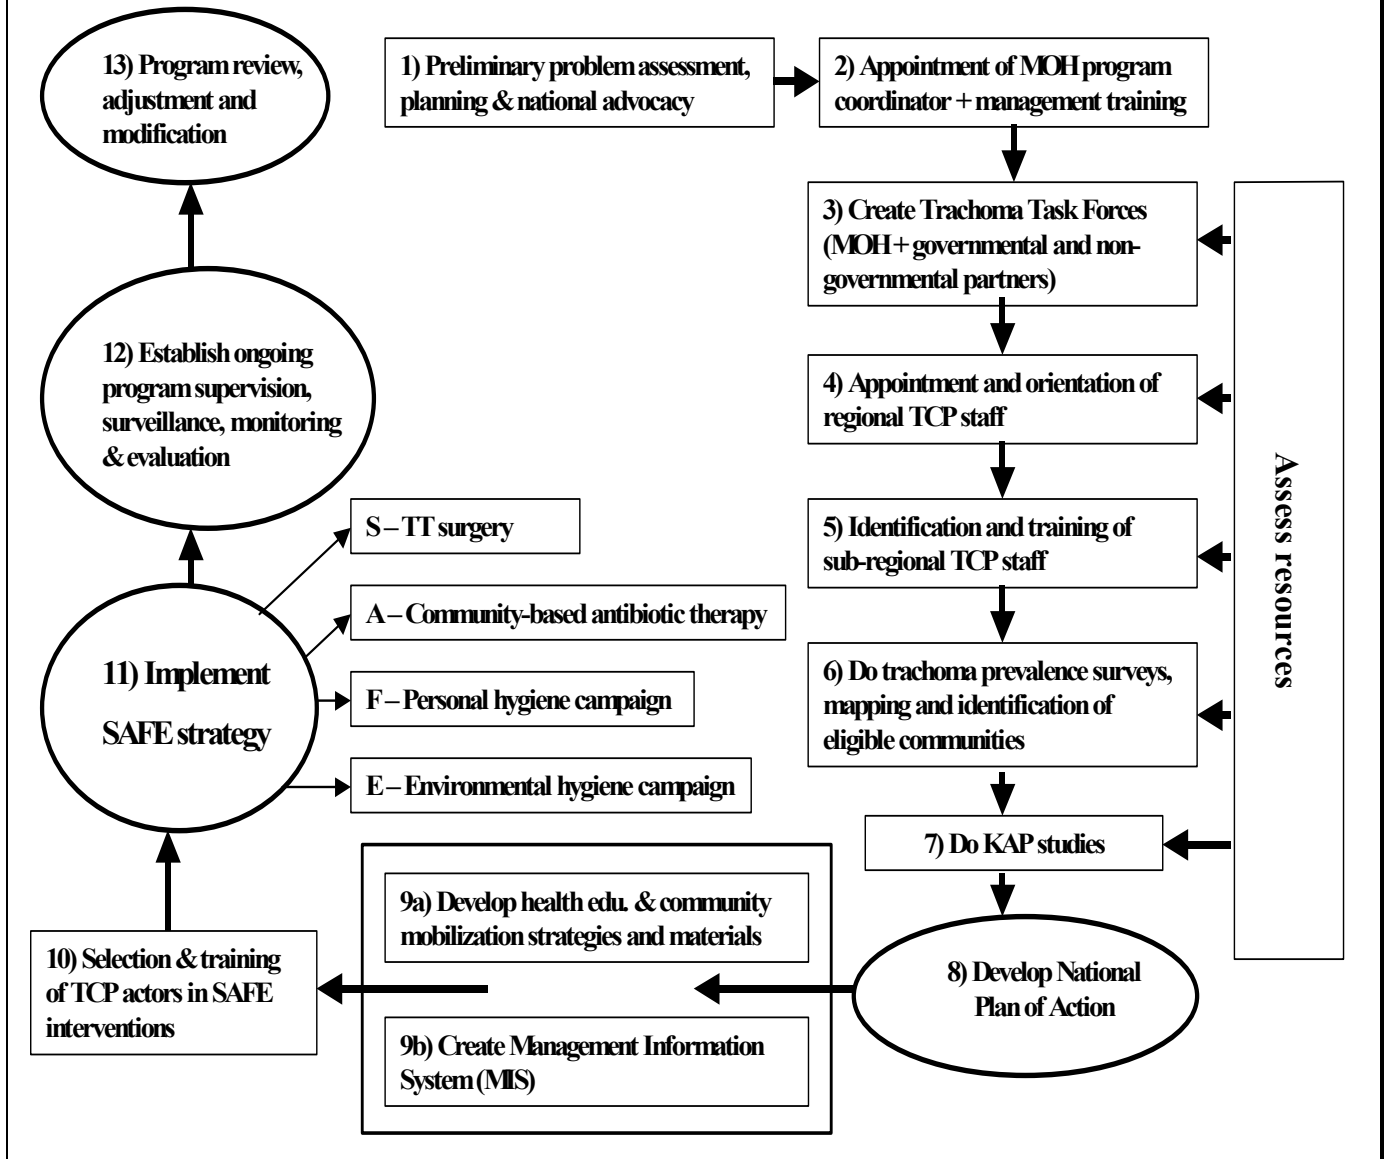 1) Preliminary problem assessment,
planning & national advocacy
2) Appointment of MOH program
coordinator + management training
3) Create Trachoma Task Forces
(MOH + governmental and non-
governmental partners)
4) Appointment and orientation of
regional TCP staff
5) Identification and training of
sub-regional TCP staff
6) Do trachoma prevalence surveys,
mapping and identification of
eligible communities
7) Do KAP studies
Assess resources
8) Develop National
Plan of Action
9a) Develop health edu. & community
mobilization strategies and materials
9b) Create Management Information
System (MIS)
10) Selection & training
of TCP actors in SAFE
interventions
11) Implement
SAFE strategy
S – TT surgery
A – Community-based antibiotic therapy
F – Personal hygiene campaign
E – Environmental hygiene campaign
12) Establish ongoing
program supervision,
surveillance, monitoring
& evaluation
13) Program review,
adjustment and
modification